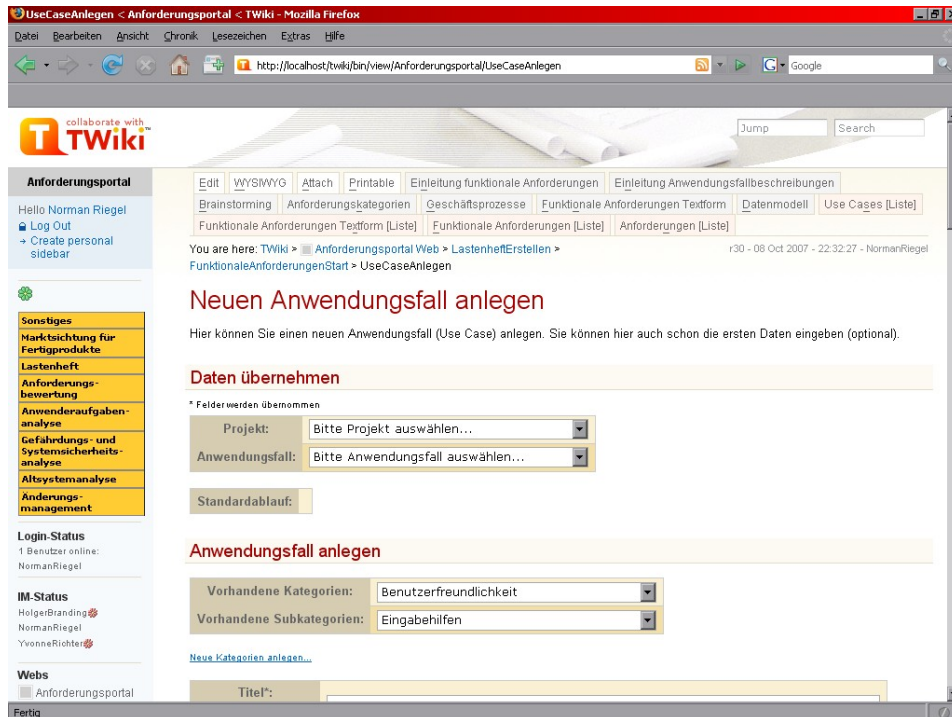 UseCaseAnlegen < Anforderungsportal < TWiki - Mozilla Firefox
Datei Bearbeiten Ansicht Chronik Lesezeichen Extras Hilfe
http://localhost/twiki/bin/view/Anforderungsportal/UseCaseAnlegen
G Google
collaborate with
T TWiki™
Jump Search
Anforderungsportal
Hello Norman Riegel
Log Out
Create personal
sidebar
Sonstiges
Marktsichtung für
Fertigprodukte
Lastenheft
Anforderungs-
bewertung
Anwenderaufgaben-
analyse
Gefährdungs- und
Systemsicherheits-
analyse
Altsystemanalyse
Änderungs-
management
Login-Status
1 Benutzer online:
NormanRiegel
IM-Status
HolgerBranding
NormanRiegel
YvonneRichter
Webs
Anforderungsportal
Edit WYSIWYG Attach Printable Einleitung funktionale Anforderungen Einleitung Anwendungsfallbeschreibungen
Brainstorming Anforderungskategorien Geschäftsprozesse Funktionale Anforderungen Textform Datenmodell Use Cases [Liste]
Funktionale Anforderungen Textform [Liste] Funktionale Anforderungen [Liste] Anforderungen [Liste]
You are here: TWiki > Anforderungsportal Web > LastenheftErstellen > r30 - 08 Oct 2007 - 22:32:27 - NormanRiegel
FunktionaleAnforderungenStart > UseCaseAnlegen
Neuen Anwendungsfall anlegen
Hier können Sie einen neuen Anwendungsfall (Use Case) anlegen. Sie können hier auch schon die ersten Daten eingeben (optional).
Daten übernehmen
* Felder werden übernommen
Projekt: Bitte Projekt auswählen...
Anwendungsfall: Bitte Anwendungsfall auswählen...
Standardablauf:
Anwendungsfall anlegen
Vorhandene Kategorien: Benutzerfreundlichkeit
Vorhandene Subkategorien: Eingabehilfen
Neue Kategorien anlegen...
Titel*:
Fertig